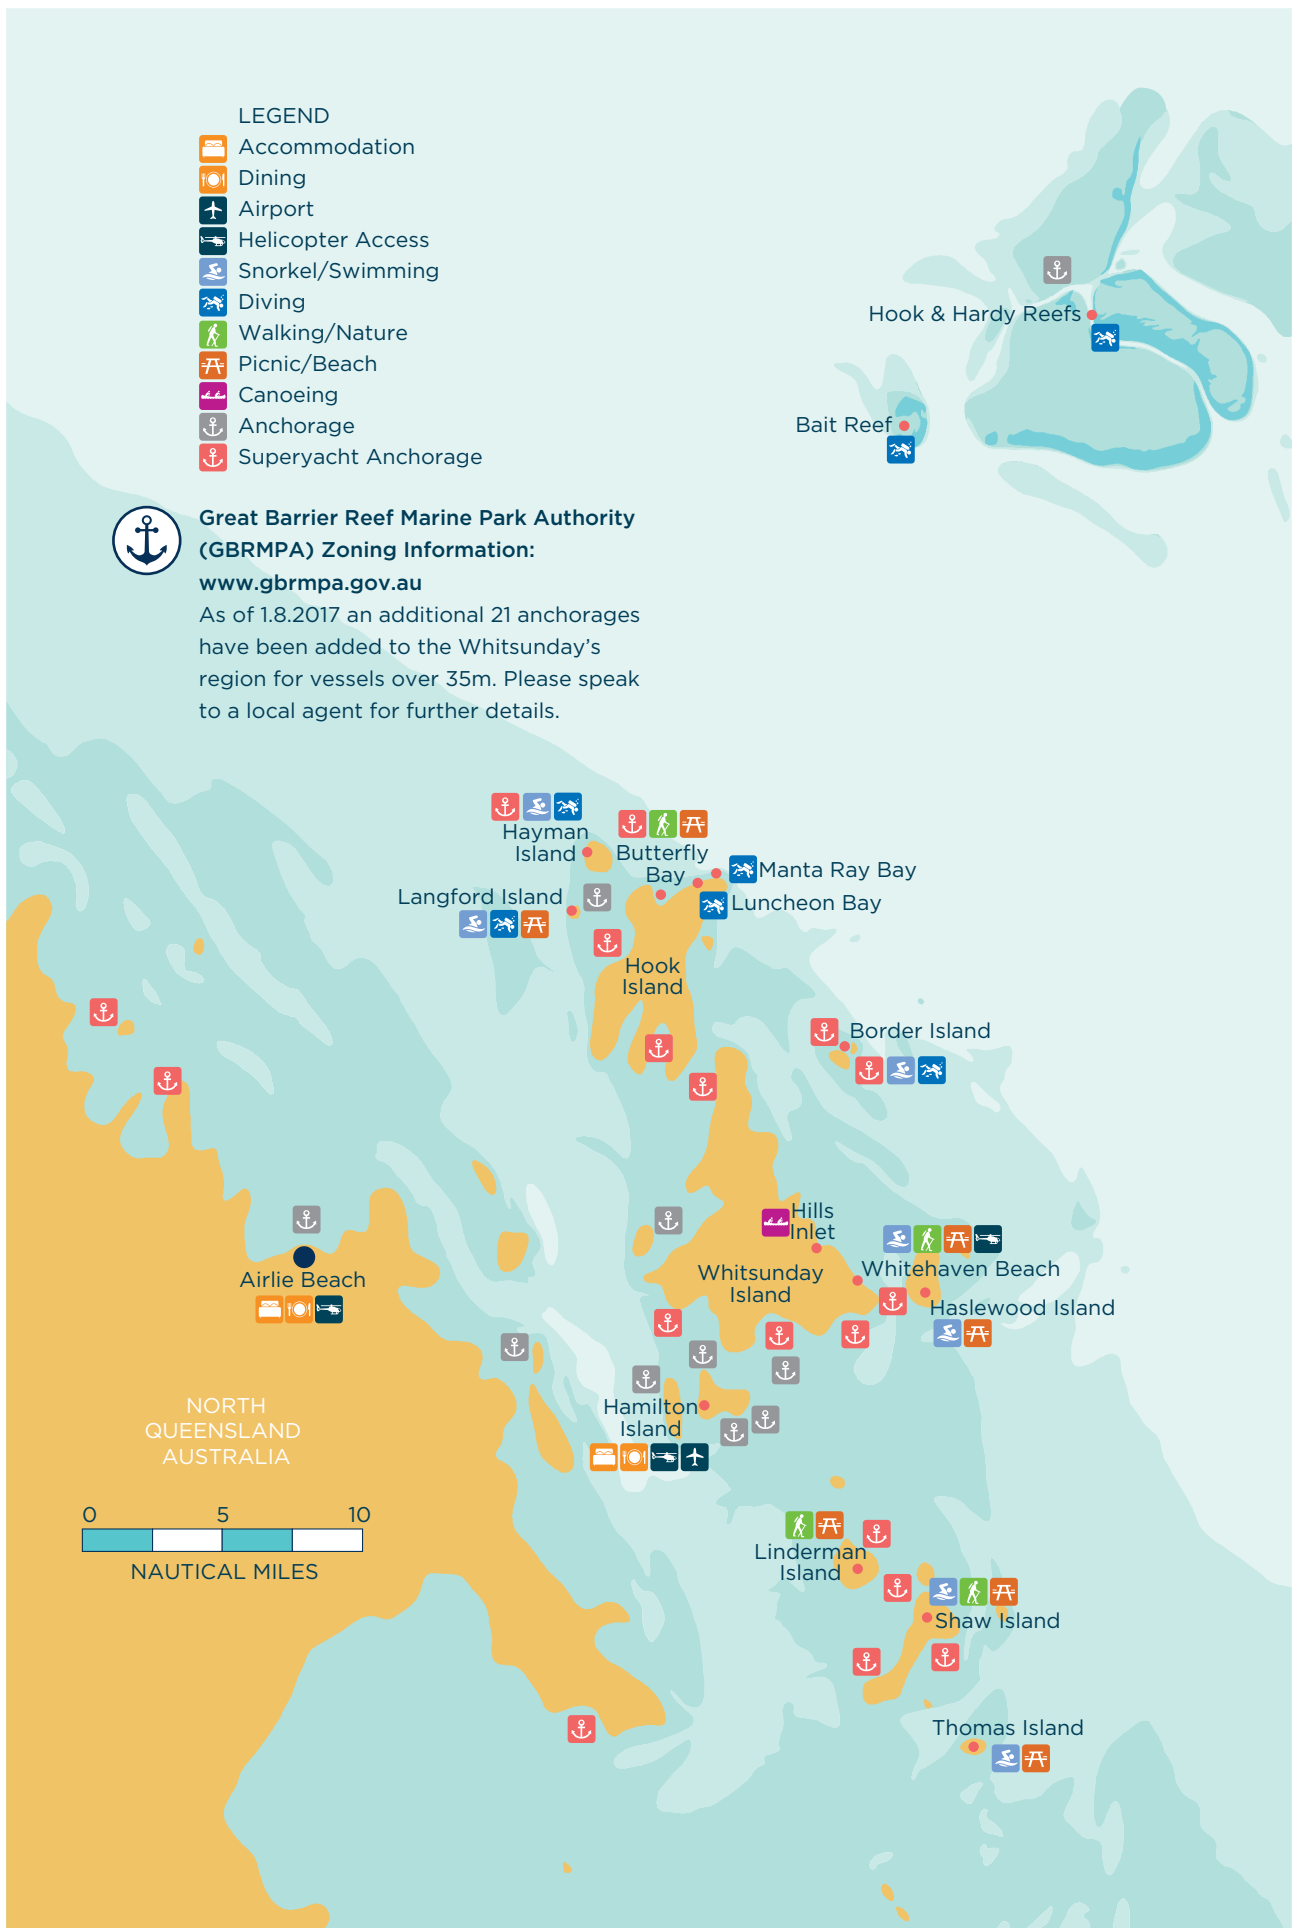 LEGEND
Accommodation
Dining
Airport
Helicopter Access
Snorkel/Swimming
Diving
Walking/Nature
Picnic/Beach
Canoeing
Anchorage
Superyacht Anchorage
Hook & Hardy Reefs
Bait Reef
Great Barrier Reef Marine Park Authority
(GBRMPA) Zoning Information:
www.gbrmpa.gov.au
As of 1.8.2017 an additional 21 anchorages
have been added to the Whitsunday's
region for vessels over 35m. Please speak
to a local agent for further details.
Hayman
Island
Butterfly
Bay
Manta Ray Bay
Langford Island
Luncheon Bay
Hook
Island
Border Island
Hills
Inlet
Whitehaven Beach
Whitsunday
Island
Airlie Beach
Haslewood Island
NORTH
QUEENSLAND
AUSTRALIA
Hamilton
Island
0 5 10
NAUTICAL MILES
Linderman
Island
Shaw Island
Thomas Island